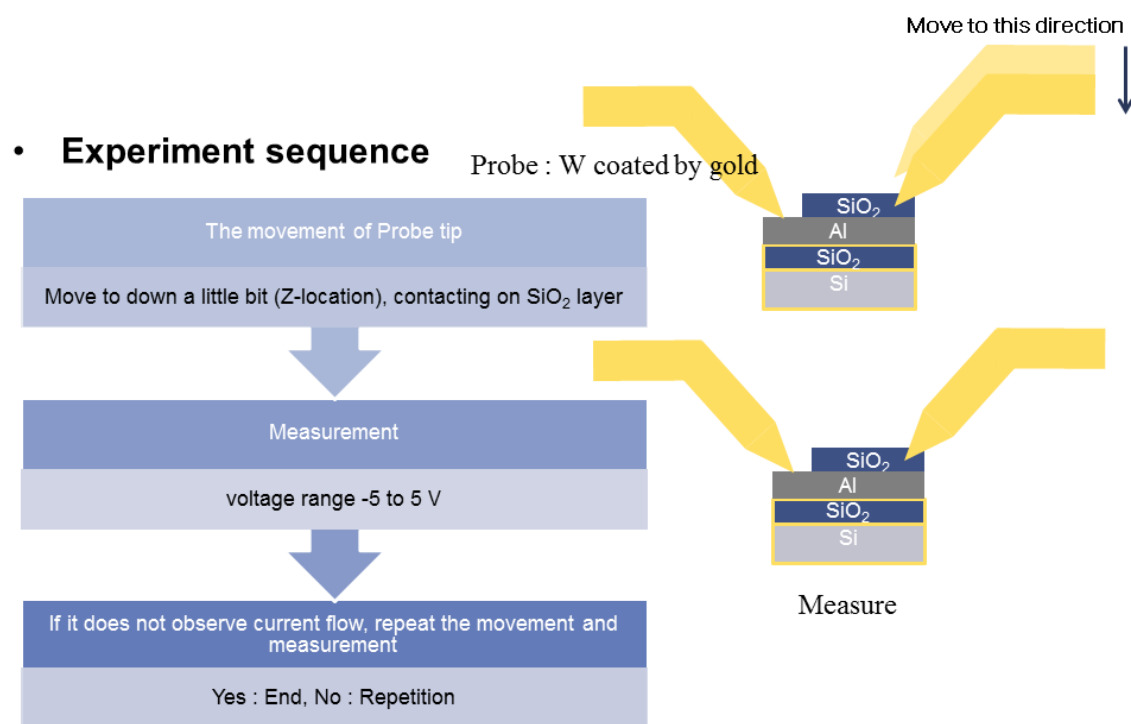 Move to this direction
• Experiment sequence
Probe : W coated by gold
The movement of Probe tip
Move to down a little bit (Z-location), contacting on SiO₂ layer
Measurement
voltage range -5 to 5 V
If it does not observe current flow, repeat the movement and
measurement
Yes : End, No : Repetition
SiO₂
Al
SiO₂
Si
SiO₂
Al
SiO₂
Si
Measure